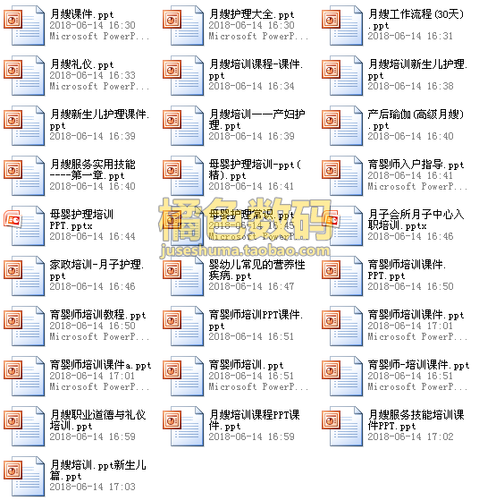 月嫂课件.ppt
2018-06-14 16:30
Microsoft PowerP...
月嫂护理大全.ppt
2018-06-14 16:30
Microsoft PowerP...
月嫂工作流程(30天)
.ppt
2018-06-14 16:31
月嫂礼仪.ppt
2018-06-14 16:33
Microsoft PowerP...
月嫂培训课程-课件.
ppt
2018-06-14 16:34
月嫂培训新生儿护理.
ppt
2018-06-14 16:38
月嫂新生儿护理课件.
ppt
2018-06-14 16:39
月嫂培训——产妇护
理.ppt
2018-06-14 16:39
产后瑜伽(高级月嫂)
.ppt
2018-06-14 16:40
月嫂服务实用技能
----第一章.ppt
2018-06-14 16:40
母婴护理培训-ppt(
精).ppt
2018-06-14 16:41
育婴师入户指导.ppt
2018-06-14 16:41
Microsoft PowerP...
母婴护理培训
PPT.pptx
2018-06-14 16:44
母婴护理常识.ppt
2018-06-14 16:45
Microsoft PowerP...
月子会所月子中心入
职培训.pptx
2018-06-14 16:46
橘色数码
juseshuma.taobao.com
家政培训-月子护理.
ppt
2018-06-14 16:46
婴幼儿常见的营养性
疾病.ppt
2018-06-14 16:47
育婴师培训课件.
PPT.ppt
2018-06-14 16:50
育婴师培训教程.ppt
2018-06-14 16:50
Microsoft PowerP...
育婴师培训PPT课件.
ppt
2018-06-14 16:51
育婴师培训课件.ppt
2018-06-14 17:01
Microsoft PowerP...
育婴师培训课件a.ppt
2018-06-14 17:01
Microsoft PowerP...
育婴师培训.ppt
2018-06-14 16:51
Microsoft PowerP...
育婴师-培训课件.ppt
2018-06-14 16:51
Microsoft PowerP...
月嫂职业道德与礼仪
培训.ppt
2018-06-14 16:59
月嫂培训课程PPT课
件.ppt
2018-06-14 16:59
月嫂服务技能培训课
件PPT.ppt
2018-06-14 17:02
月嫂培训.ppt新生儿
篇.ppt
2018-06-14 17:03